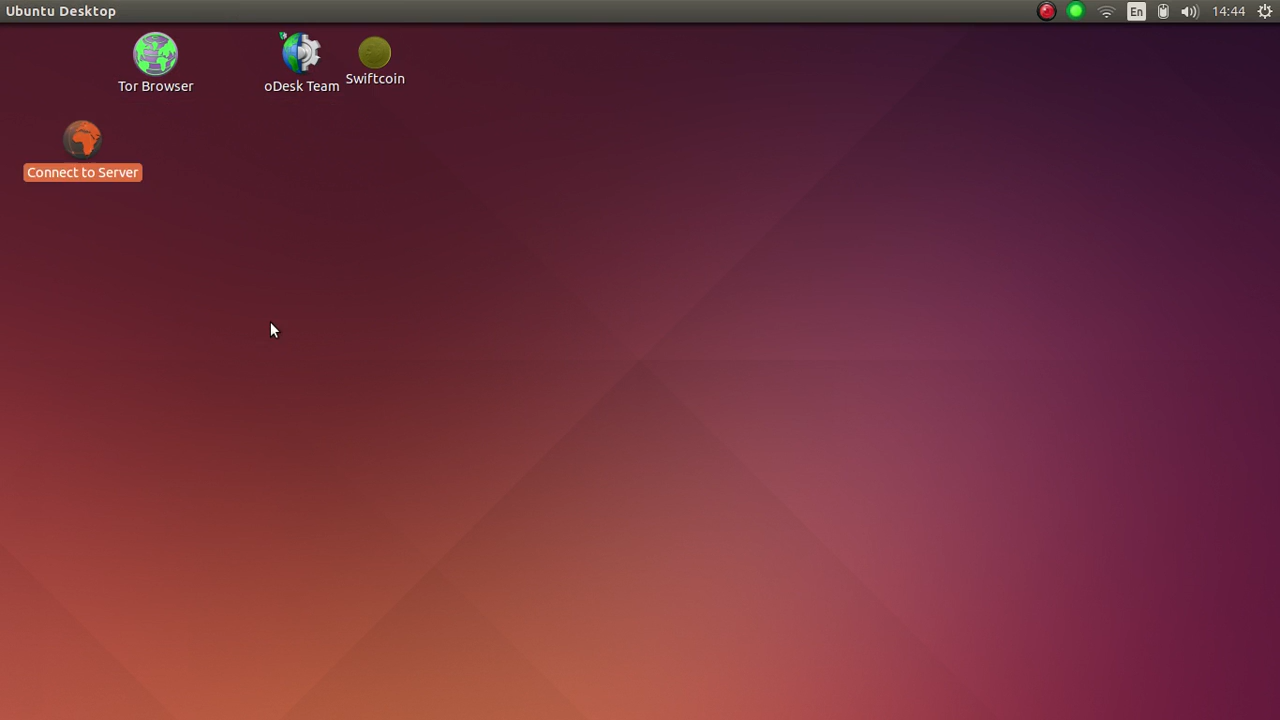 Ubuntu Desktop
En
14:44
Tor Browser
oDesk Team
Swiftcoin
Connect to Server